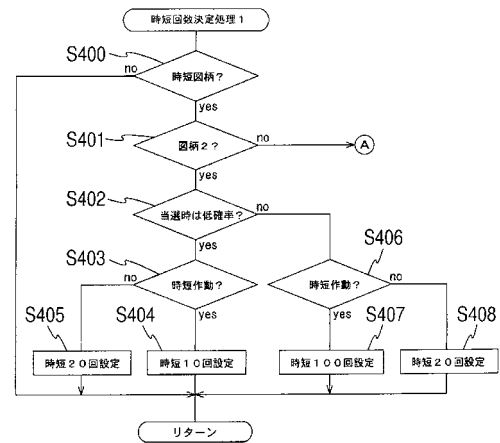 時短回数決定処理1
S400
no
時短図柄?
yes
S401
図柄2?
no
A
yes
S402
当選時は低確率?
no
yes
S403
no
時短作動?
yes
S406
時短作動?
no
yes
S405
S404
S407
S408
時短20回設定
時短10回設定
時短100回設定
時短20回設定
リターン